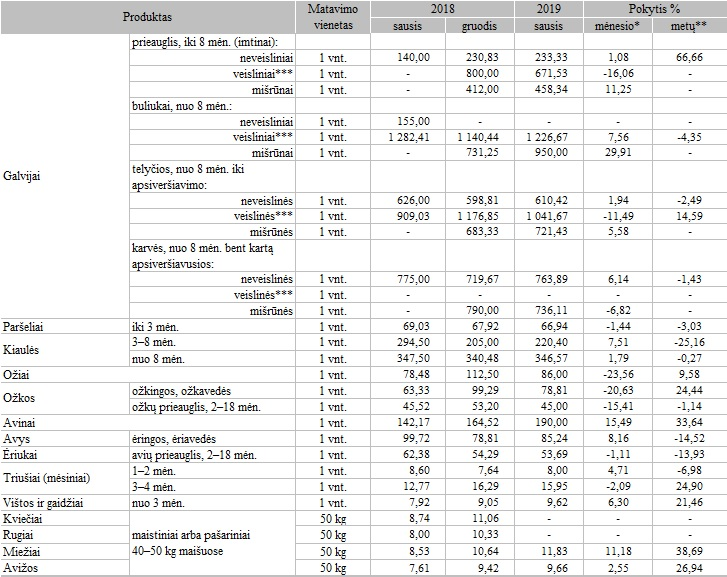 Produktas Matavimo vienetas 2018 2019 Pokytis %
sausis gruodis sausis mėnesio* metų**
Galvijai
prieauglis, iki 8 mėn. (imtinai):
neveisliniai 1 vnt. 140,00 230,83 233,33 1,08 66,66
veisliniai*** 1 vnt. - 800,00 671,53 -16,06 -
mišrūnai 1 vnt. - 412,00 458,34 11,25 -
buliukai, nuo 8 mėn.:
neveisliniai 1 vnt. 155,00 - - - -
veisliniai*** 1 vnt. 1 282,41 1 140,44 1 226,67 7,56 -4,35
mišrūnai 1 vnt. - 731,25 950,00 29,91 -
telyčios, nuo 8 mėn. iki
apsiveršiavimo:
neveislinės 1 vnt. 626,00 598,81 610,42 1,94 -2,49
veislinės*** 1 vnt. 909,03 1 176,85 1 041,67 -11,49 14,59
mišrūnės 1 vnt. - 683,33 721,43 5,58 -
karvės, nuo 8 mėn. bent kartą
apsiveršiavusios:
neveislinės 1 vnt. 775,00 719,67 763,89 6,14 -1,43
veislinės*** 1 vnt. - - - - -
mišrūnės 1 vnt. - 790,00 736,11 -6,82 -
Paršeliai iki 3 mėn. 1 vnt. 69,03 67,92 66,94 -1,44 -3,03
Kiaulės 3–8 mėn. 1 vnt. 294,50 205,00 220,40 7,51 -25,16
nuo 8 mėn. 1 vnt. 347,50 340,48 346,57 1,79 -0,27
Ožiai 1 vnt. 78,48 112,50 86,00 -23,56 9,58
Ožkos ožkingos, ožkavedės 1 vnt. 63,33 99,29 78,81 -20,63 24,44
ožkų prieauglis, 2–18 mėn. 1 vnt. 45,52 53,20 45,00 -15,41 -1,14
Avinai 1 vnt. 142,17 164,52 190,00 15,49 33,64
Avys ėringos, ėriavedės 1 vnt. 99,72 78,81 85,24 8,16 -14,52
Ėriukai avių prieauglis, 2–18 mėn. 1 vnt. 62,38 54,29 53,69 -1,11 -13,93
Triušiai (mėsiniai) 1–2 mėn. 1 vnt. 8,60 7,64 8,00 4,71 -6,98
3–4 mėn. 1 vnt. 12,77 16,29 15,95 -2,09 24,90
Vištos ir gaidžiai nuo 3 mėn. 1 vnt. 7,92 9,05 9,62 6,30 21,46
Kviečiai 50 kg 8,74 11,06 - - -
Rugiai maistiniai arba pašariniai 50 kg 8,00 10,33 - - -
Miežiai 40–50 kg maišuose 50 kg 8,53 10,64 11,83 11,18 38,69
Avižos 50 kg 7,61 9,42 9,66 2,55 26,94